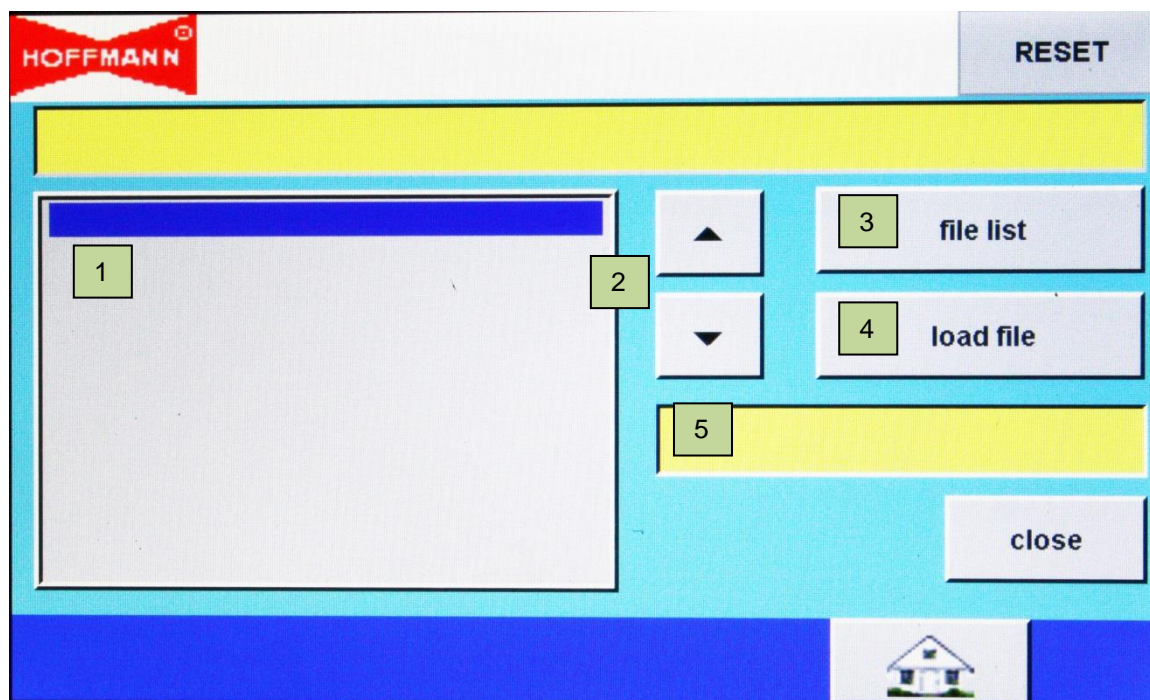 HOFFMANN
RESET
1
2
3
file list
4
load file
5
close